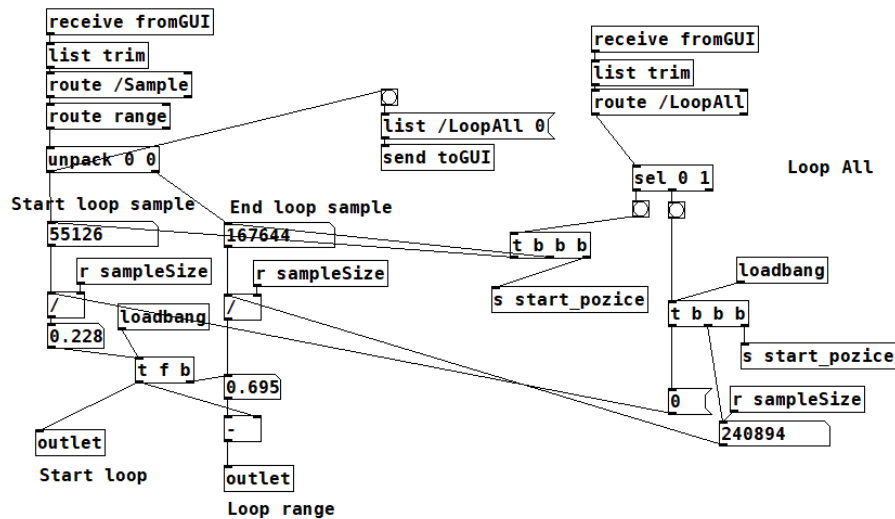 receive fromGUI
list trim
route /Sample
route range
unpack 0 0
Start loop sample
55126
r sampleSize
/
loadbang
0.228
t f b
outlet
Start loop
End loop sample
167644
r sampleSize
/
0.695
-
outlet
Loop range
list /LoopAll 0
send toGUI
receive fromGUI
list trim
route /LoopAll
sel 0 1
Loop All
t b b b
s start_pozice
loadbang
t b b b
s start_pozice
0
r sampleSize
240894